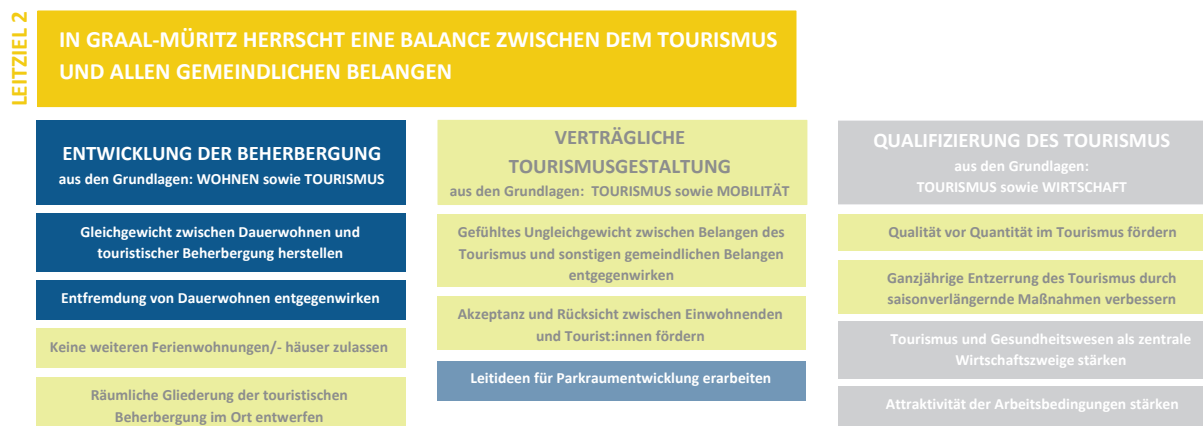 LEITZIEL 2
IN GRAAL-MÜRITZ HERRSCHT EINE BALANCE ZWISCHEN DEM TOURISMUS
UND ALLEN GEMEINDLICHEN BELANGEN
ENTWICKLUNG DER BEHERBERGUNG
aus den Grundlagen: WOHNEN sowie TOURISMUS
Gleichgewicht zwischen Dauerwohnen und
touristischer Beherbergung herstellen
Entfremdung von Dauerwohnen entgegenwirken
Keine weiteren Ferienwohnungen/- häuser zulassen
Räumliche Gliederung der touristischen
Beherbergung im Ort entwerfen
VERTRÄGLICHE
TOURISMUSGESTALTUNG
aus den Grundlagen: TOURISMUS sowie MOBILITÄT
Gefühltes Ungleichgewicht zwischen Belangen des
Tourismus und sonstigen gemeindlichen Belangen
entgegenwirken
Akzeptanz und Rücksicht zwischen Einwohnenden
und Tourist:innen fördern
Leitideen für Parkraumentwicklung erarbeiten
QUALIFIZIERUNG DES TOURISMUS
aus den Grundlagen:
TOURISMUS sowie WIRTSCHAFT
Qualität vor Quantität im Tourismus fördern
Ganzjährige Entzerrung des Tourismus durch
saisonverlängernde Maßnahmen verbessern
Tourismus und Gesundheitswesen als zentrale
Wirtschaftszweige stärken
Attraktivität der Arbeitsbedingungen stärken